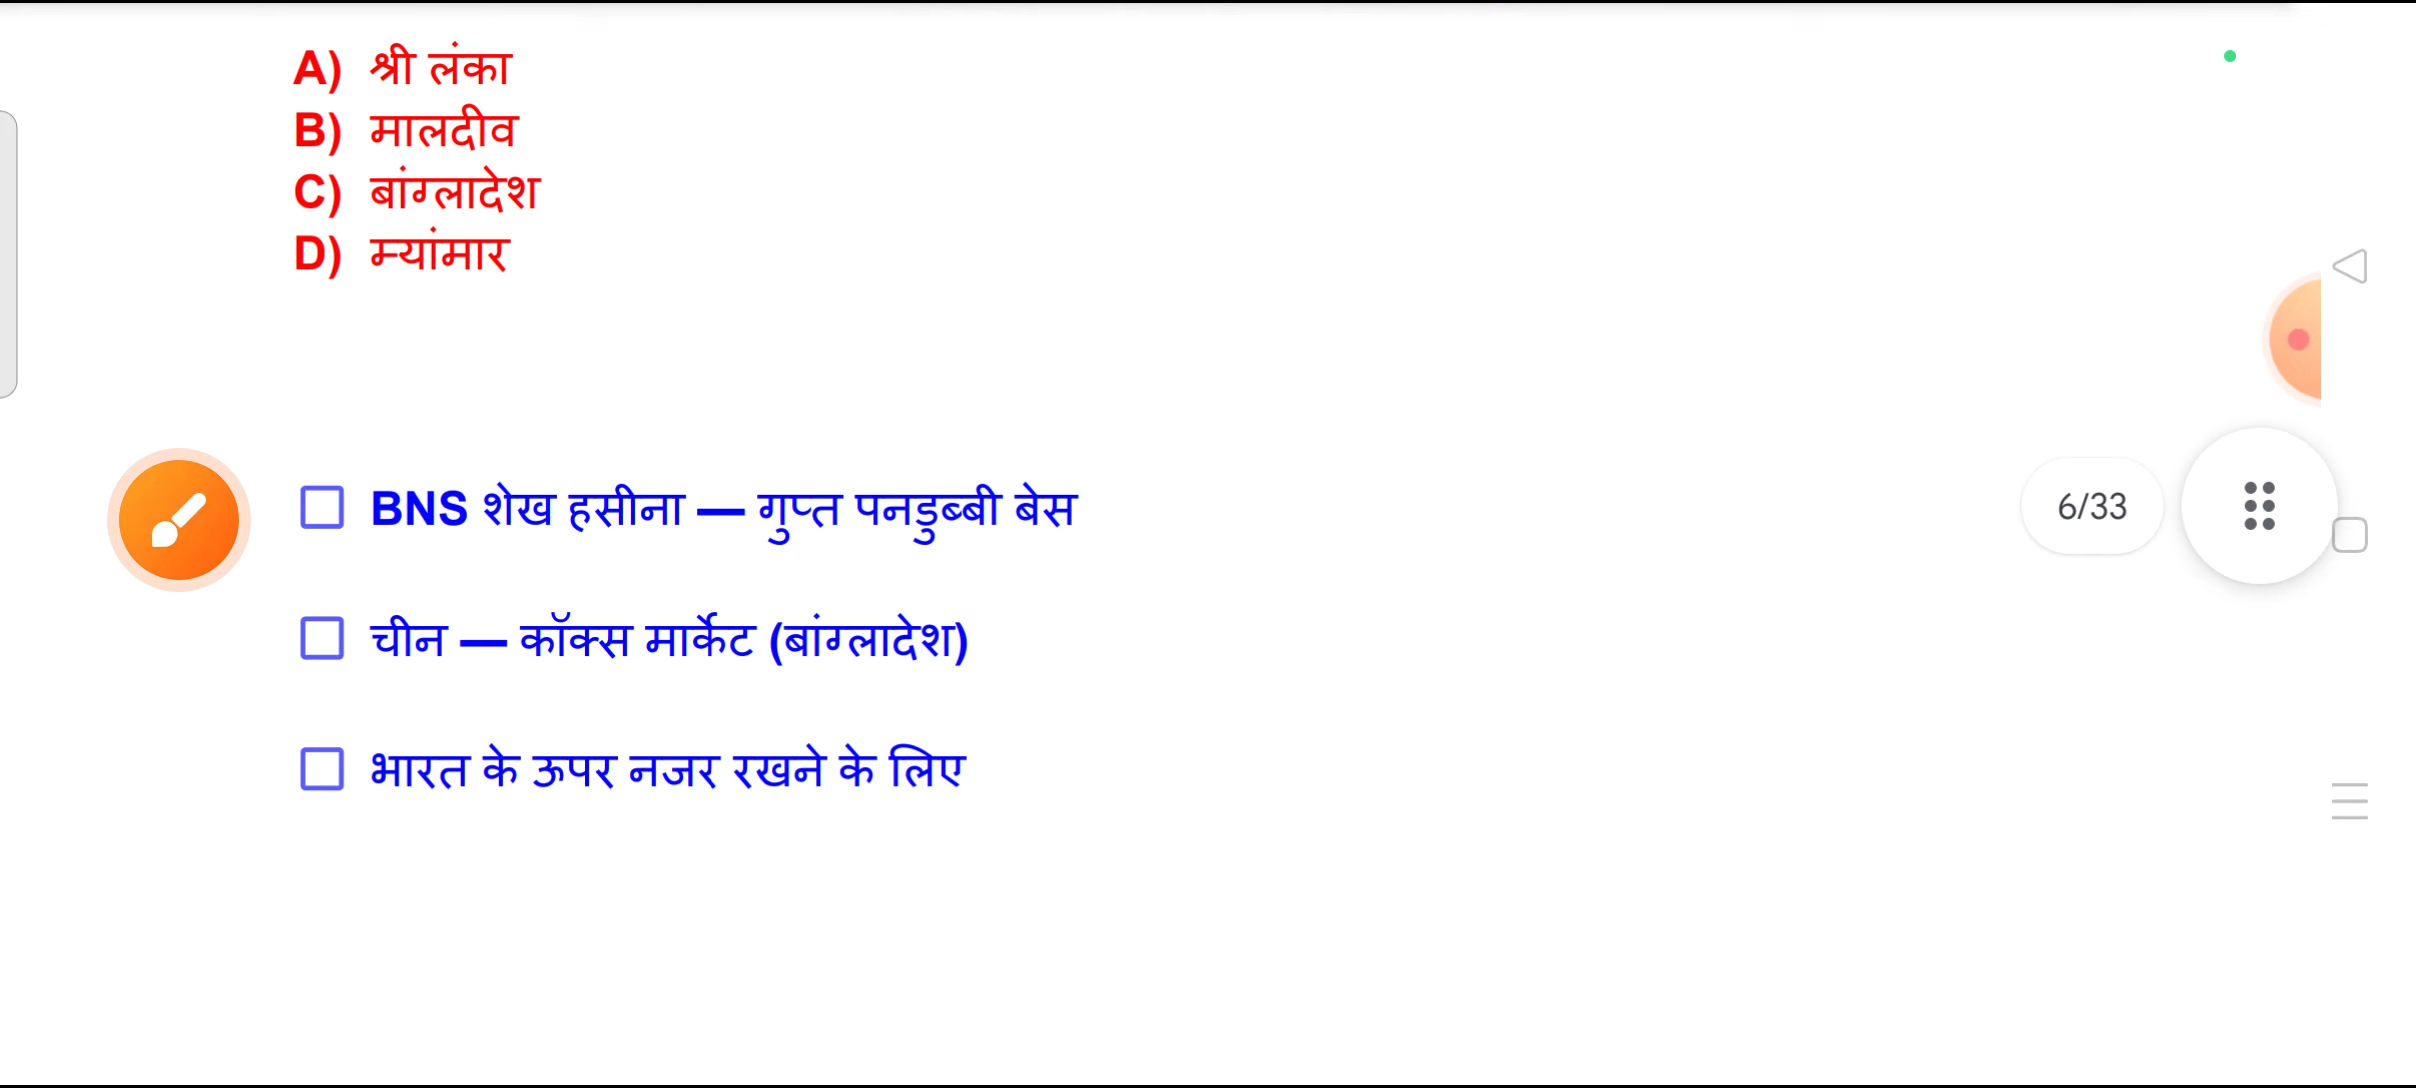 A) श्री लंका
B) मालदीव
C) बांग्लादेश
D) म्यांमार
BNS शेख हसीना — गुप्त पनडुब्बी बेस
6/33
चीन — कॉक्स मार्केट (बांग्लादेश)
भारत के ऊपर नजर रखने के लिए